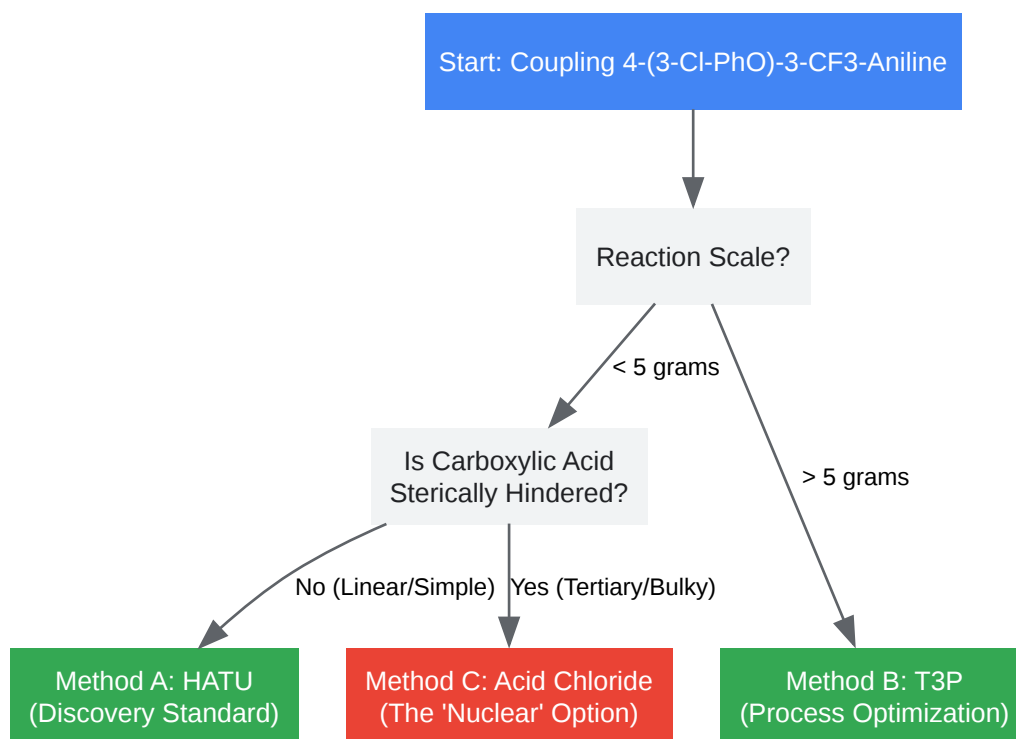 Start: Coupling 4-(3-Cl-PhO)-3-CF3-Aniline
Reaction Scale?
< 5 grams
Is Carboxylic Acid
Sterically Hindered?
> 5 grams
No (Linear/Simple)
Yes (Tertiary/Bulky)
Method A: HATU
(Discovery Standard)
Method C: Acid Chloride
(The 'Nuclear' Option)
Method B: T3P
(Process Optimization)